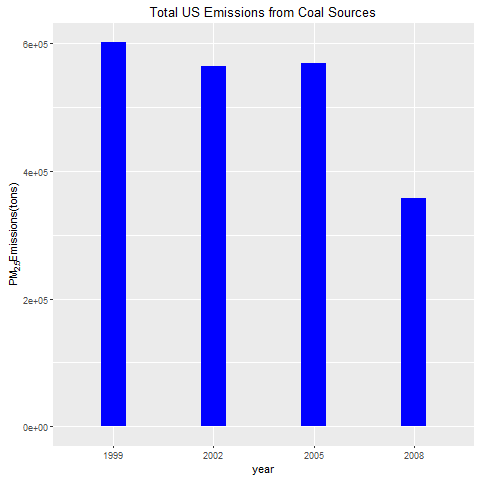 Total US Emissions from Coal Sources
6e+05
4e+05
2e+05
0e+00
PM2.5Emissions(tons)
1999 2002 2005 2008
year